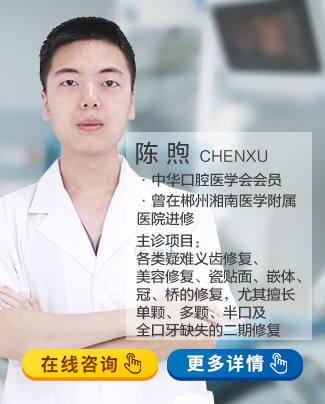 陈煦 CHENXU
·中华口腔医学会会员
·曾在郴州湘南医学附属
医院进修
主诊项目：
各类疑难义齿修复、
美容修复、瓷贴面、嵌体、
冠、桥的修复，尤其擅长
单颗、多颗、半口及
全口牙缺失的二期修复
在线咨询
更多详情